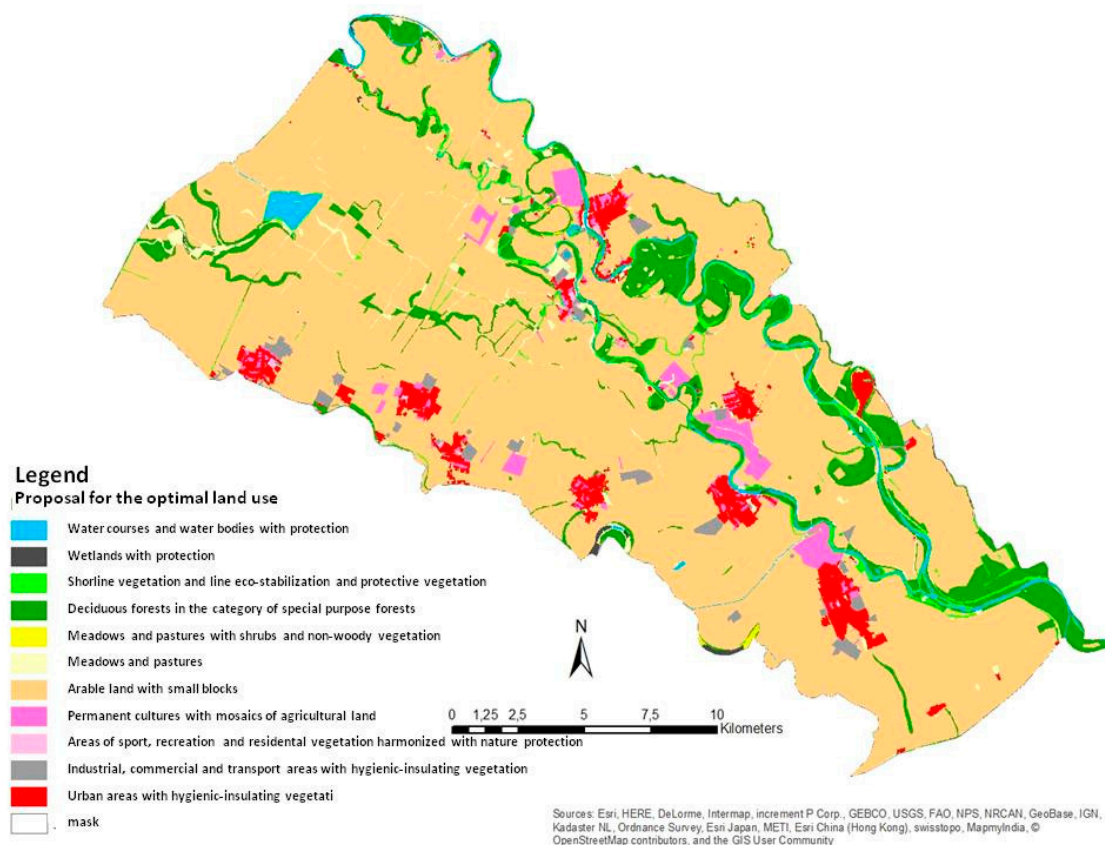 Legend
Proposal for the optimal land use
Water courses and water bodies with protection
Wetlands with protection
Shorline vegetation and line eco-stabilization and protective vegetation
Deciduous forests in the category of special purpose forests
Meadows and pastures with shrubs and non-woody vegetation
Meadows and pastures
Arable land with small blocks
Permanent cultures with mosaics of agricultural land
Areas of sport, recreation and residental vegetation harmonized with nature protection
Industrial, commercial and transport areas with hygienic-insulating vegetation
Urban areas with hygienic-insulating vegetati
mask
N
0 1,25 2,5 5 7,5 10
Kilometers
Sources: Esri, HERE, DeLorme, Intermap, increment P Corp., GEBCO, USGS, FAO, NPS, NRCAN, GeoBase, IGN,
Kadaster NL, Ordnance Survey, Esri Japan, METI, Esri China (Hong Kong), swisstopo, MapmyIndia, ©
OpenStreetMap contributors, and the GIS User Community